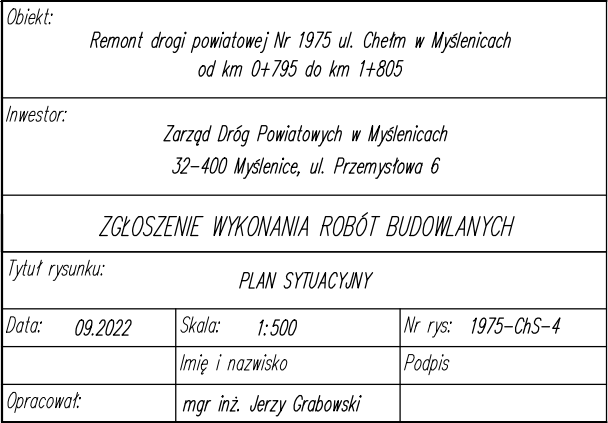 Obiekt:
Remont drogi powiatowej Nr 1975 ul. Chełm w Myślenicach
od km 0+795 do km 1+805
Inwestor:
Zarząd Dróg Powiatowych w Myślenicach
32-400 Myślenice, ul. Przemysłowa 6
ZGŁOSZENIE WYKONANIA ROBÓT BUDOWLANYCH
Tytuł rysunku:
PLAN SYTUACYJNY
Data: 09.2022 Skala: 1:500 Nr rys: 1975-ChS-4
Imię i nazwisko Podpis
Opracował: mgr inż. Jerzy Grabowski